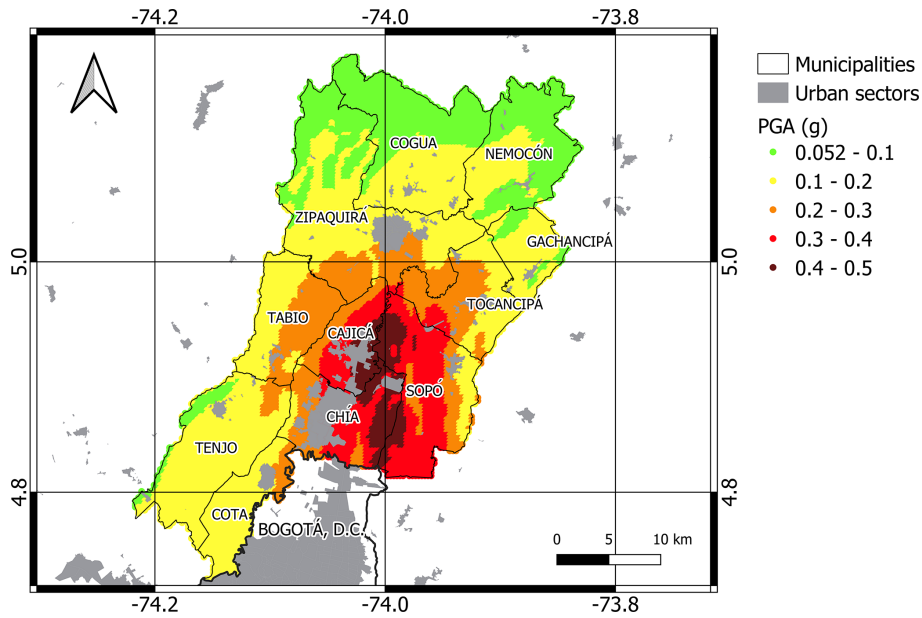 -74.2 -74.0 -73.8
Municipalities
Urban sectors
PGA (g)
0.052 - 0.1
0.1 - 0.2
0.2 - 0.3
0.3 - 0.4
0.4 - 0.5
COGUA
NEMOCÓN
ZIPAQUIRÁ
GACHANCIPÁ
5.0 5.0
TOCANCIPÁ
TABIO
CAJICÁ
SOPÓ
CHÍA
TENJO
4.8 4.8
COTA
BOGOTÁ, D.C.
0 5 10 km
-74.2 -74.0 -73.8